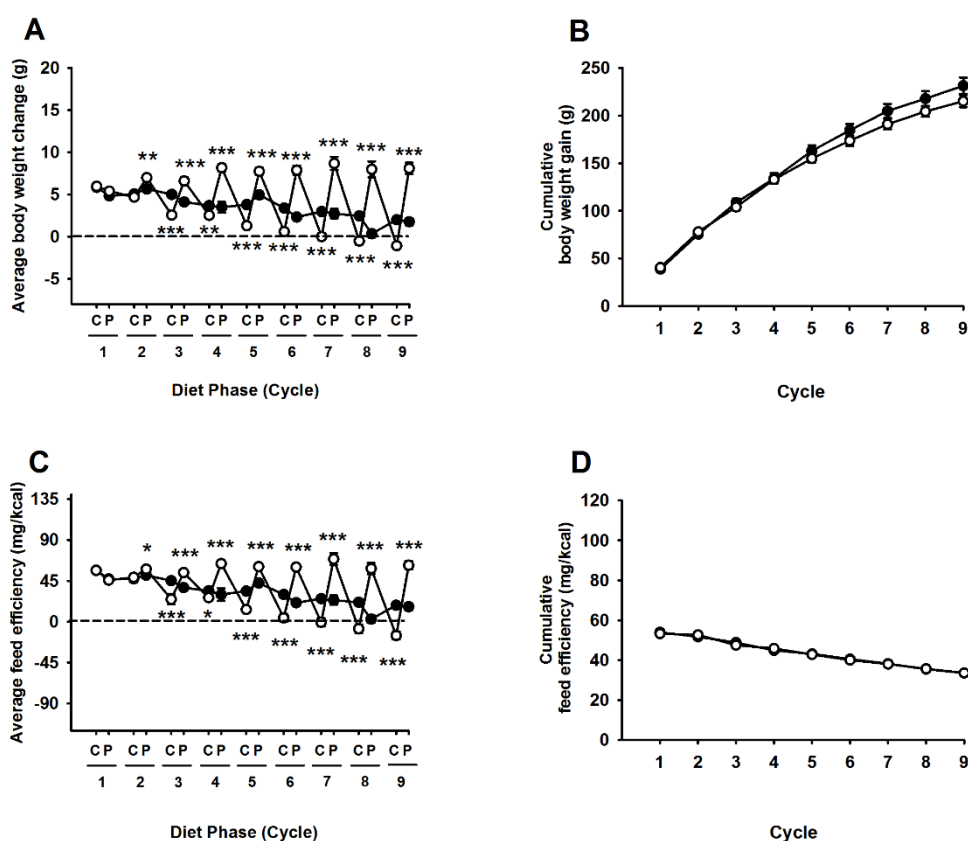 A
Average body weight change (g)
20
15
10
5
0
-5
** *** *** *** *** *** *** ***
*** ** *** *** *** *** ***
C P C P C P C P C P C P C P C P C P
1 2 3 4 5 6 7 8 9
Diet Phase (Cycle)
B
Cumulative
body weight gain (g)
250
200
150
100
50
0
1 2 3 4 5 6 7 8 9
Cycle
C
Average feed efficiency (mg/kcal)
135
90
45
0
-45
-90
* *** *** *** *** *** *** ***
*** * *** *** *** *** ***
C P C P C P C P C P C P C P C P C P
1 2 3 4 5 6 7 8 9
Diet Phase (Cycle)
D
Cumulative
feed efficiency (mg/kcal)
120
100
80
60
40
20
0
1 2 3 4 5 6 7 8 9
Cycle